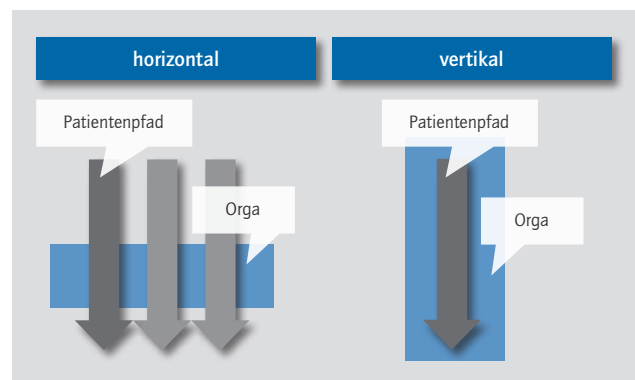 horizontal
vertikal
Patientenpfad
Patientenpfad
Orga
Orga